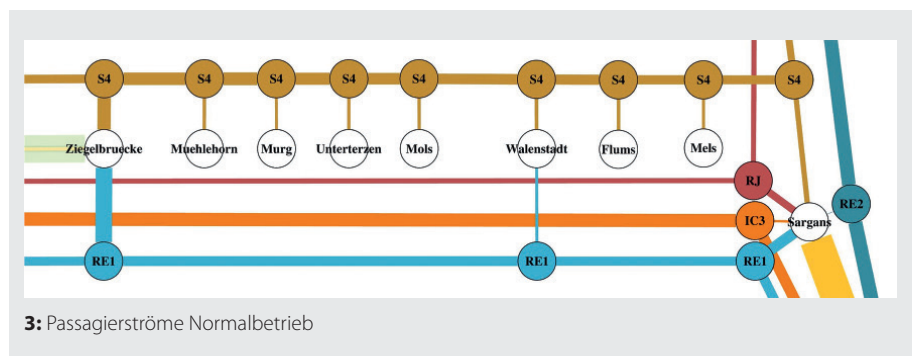 S4 S4 S4 S4 S4 S4 S4 S4 S4
Ziegelbruecke Muehlehorn Murg Unterterzen Mols Walenstadt Flums Mels
RJ
RE2
IC3 Sargans
RE1 RE1 RE1
3: Passagierströme Normalbetrieb